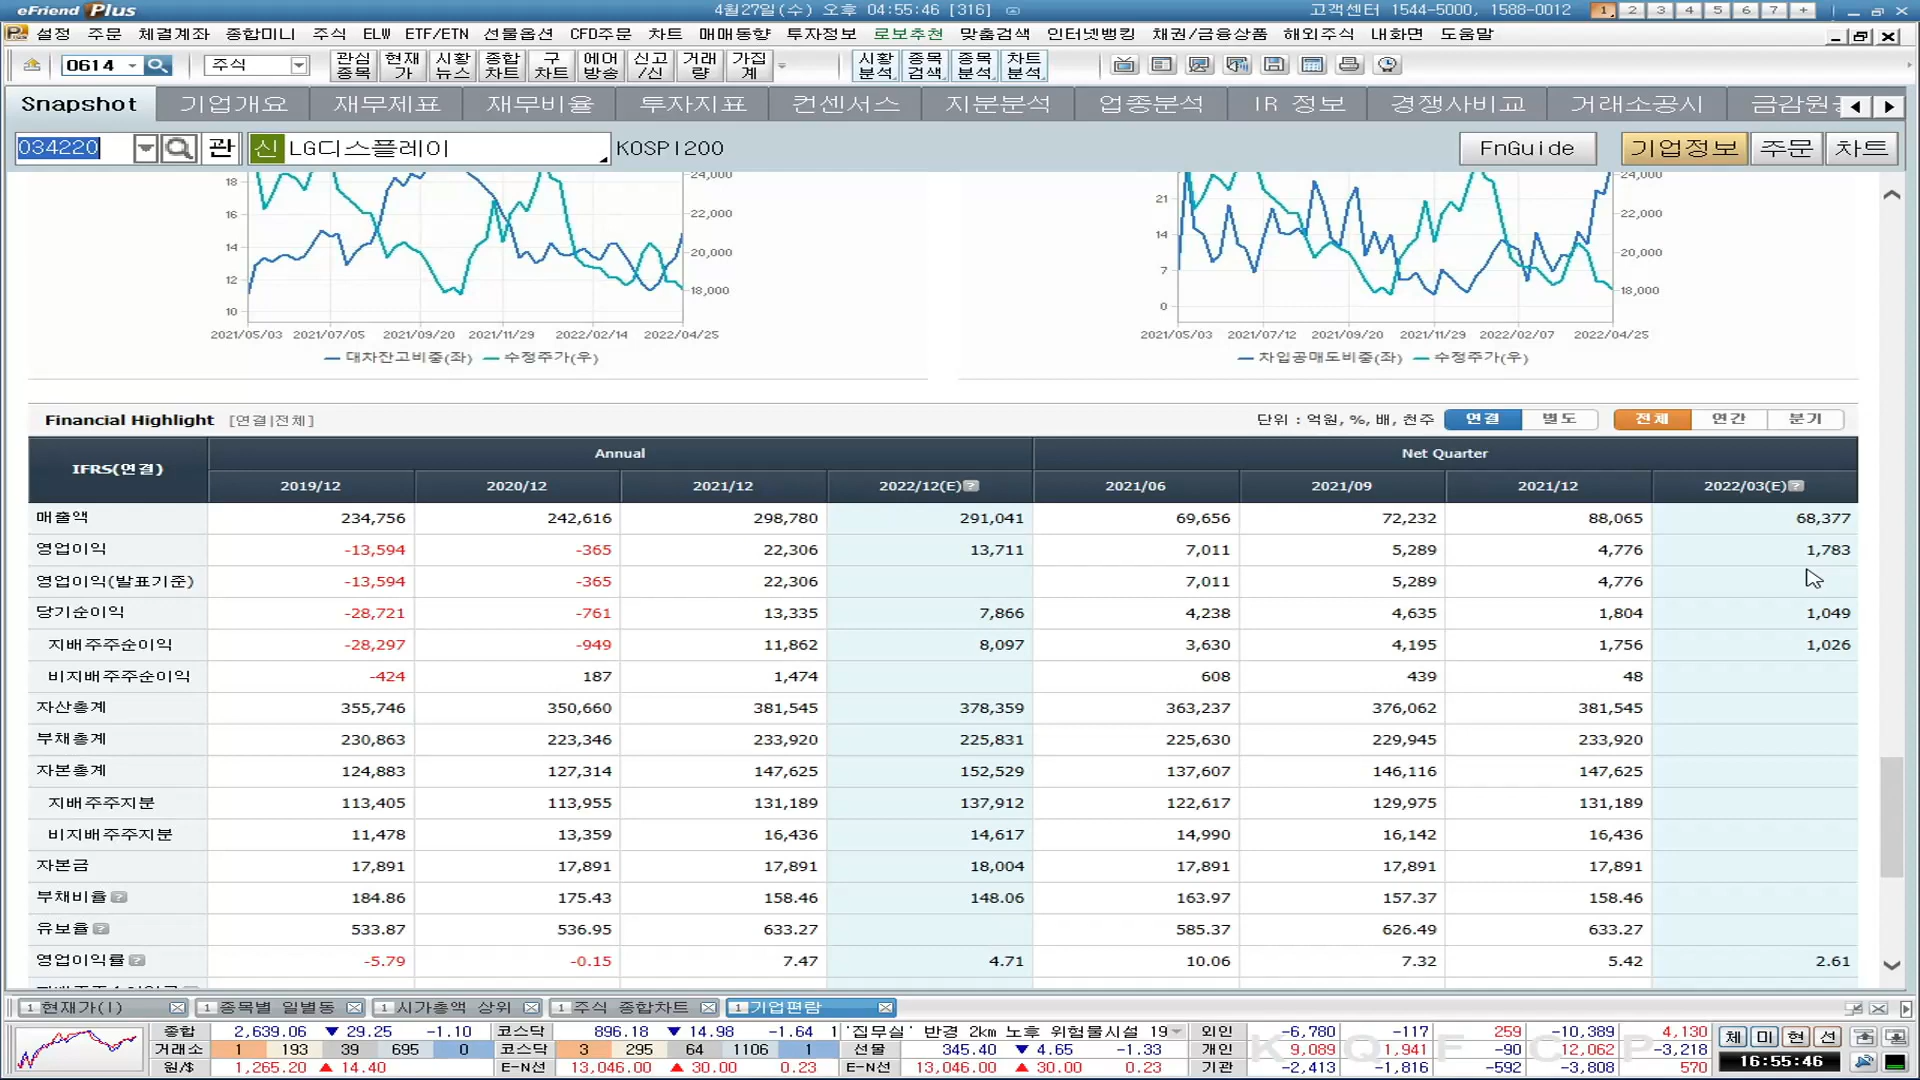 eFriend Plus 4월27일(수) 오후 04:55:46 [316] 고객센터 1544-5000, 1588-0012 1 2 3 4 5 6 7 +
설정 주문 체결계좌 종합미니 주식 ELW ETF/ETN 선물옵션 CFD주문 차트 매매동향 투자정보 로보추천 맞춤검색 인터넷뱅킹 채권/금융상품 해외주식 내화면 도움말
0614 주식 관심종목 현재가 시황뉴스 종합차트 구차트 에어방송 신고/신 거래량 가집계 시황분석 종목검색 종목분석 차트분석
Snapshot 기업개요 재무제표 재무비율 투자지표 컨센서스 지분분석 업종분석 IR 정보 경쟁사비교 거래소공시 금감원
034220 관 신 LG디스플레이 KOSPI200 FnGuide 기업정보 주문 차트
18 16 14 12 10
24,000 22,000 20,000 18,000
2021/05/03 2021/07/05 2021/09/20 2021/11/29 2022/02/14 2022/04/25
대차잔고비중(좌) 수정주가(우)
21 14 7 0
24,000 22,000 20,000 18,000
2021/05/03 2021/07/12 2021/09/20 2021/11/29 2022/02/07 2022/04/25
차입공매도비중(좌) 수정주가(우)
Financial Highlight [연결|전체] 단위 : 억원, %, 배, 천주 연결 별도 전체 연간 분기
IFRS(연결) Annual Net Quarter
2019/12 2020/12 2021/12 2022/12(E) 2021/06 2021/09 2021/12 2022/03(E)
매출액 234,756 242,616 298,780 291,041 69,656 72,232 88,065 68,377
영업이익 -13,594 -365 22,306 13,711 7,011 5,289 4,776 1,783
영업이익(발표기준) -13,594 -365 22,306 7,011 5,289 4,776
당기순이익 -28,721 -761 13,335 7,866 4,238 4,635 1,804 1,049
지배주주순이익 -28,297 -949 11,862 8,097 3,630 4,195 1,756 1,026
비지배주주순이익 -424 187 1,474 608 439 48
자산총계 355,746 350,660 381,545 378,359 363,237 376,062 381,545
부채총계 230,863 223,346 233,920 225,831 225,630 229,945 233,920
자본총계 124,883 127,314 147,625 152,529 137,607 146,116 147,625
지배주주지분 113,405 113,955 131,189 137,912 122,617 129,975 131,189
비지배주주지분 11,478 13,359 16,436 14,617 14,990 16,142 16,436
자본금 17,891 17,891 17,891 18,004 17,891 17,891 17,891
부채비율 184.86 175.43 158.46 148.06 163.97 157.37 158.46
유보율 533.87 536.95 633.27 585.37 626.49 633.27
영업이익률 -5.79 -0.15 7.47 4.71 10.06 7.32 5.42 2.61
1 현재가(1) 1 종목별 일별동 1 시가총액 상위 1 주식 종합차트 1 기업편람
종합 2,639.06 ▼ 29.25 -1.10 코스닥 896.18 ▼ 14.98 -1.64 1 '집무실' 반경 2km 노후 위험물시설 19 외인 -6,780 -117 259 -10,389 4,130 체 미 현 선
거래소 1 193 39 695 0 코스닥 3 295 64 1106 1 선물 345.40 ▼ 4.65 -1.33 개인 9,089 1,941 -90 12,062 -3,218
원/$ 1,265.20 ▲ 14.40 E-N선 13,046.00 ▲ 30.00 0.23 E-N선 13,046.00 ▲ 30.00 0.23 기관 -2,413 -1,816 -592 -3,808 570 16:55:46